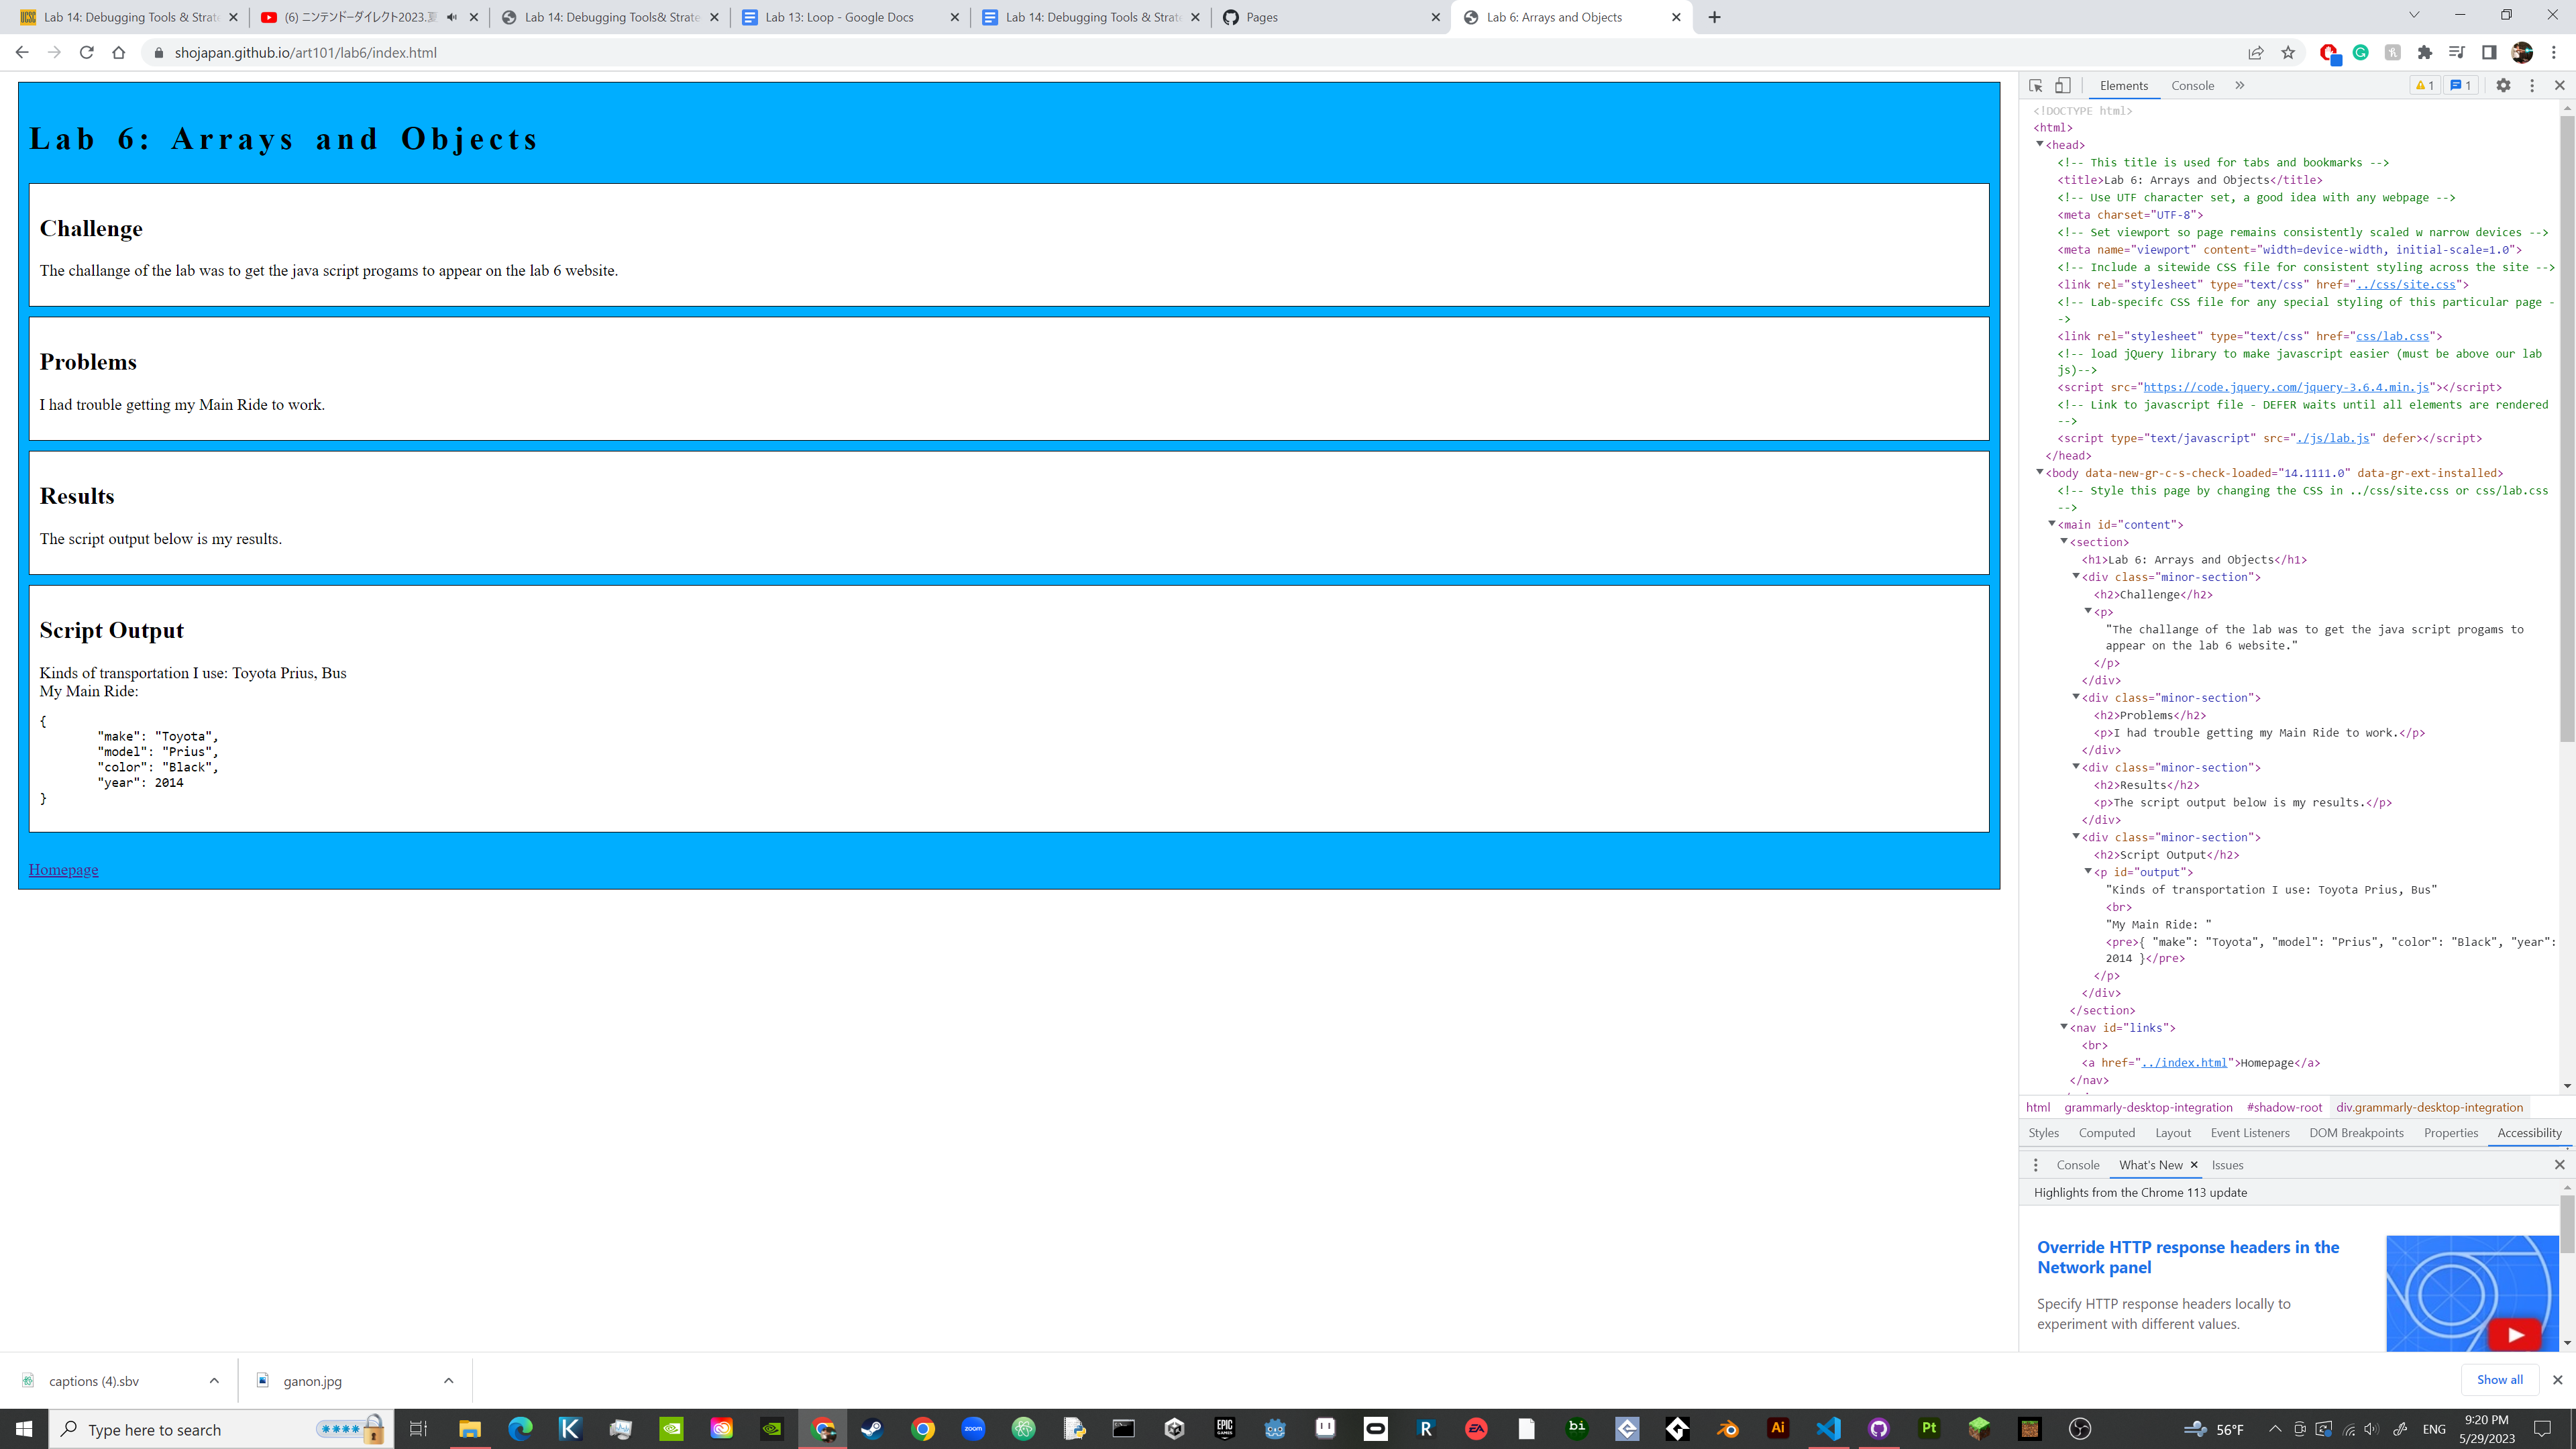 Lab 14: Debugging Tools & Strate
(6) ニンテンドーダイレクト2023.夏
Lab 14: Debugging Tools& Strate
Lab 13: Loop - Google Docs
Lab 14: Debugging Tools & Strate
Pages
Lab 6: Arrays and Objects
shojapan.github.io/art101/lab6/index.html
Lab 6: Arrays and Objects
Challenge
The challange of the lab was to get the java script progams to appear on the lab 6 website.
Problems
I had trouble getting my Main Ride to work.
Results
The script output below is my results.
Script Output
Kinds of transportation I use: Toyota Prius, Bus
My Main Ride:
{
"make": "Toyota",
"model": "Prius",
"color": "Black",
"year": 2014
}
Homepage
Elements
Console
1
1
<!DOCTYPE html>
<html>
<head>
<!-- This title is used for tabs and bookmarks -->
<title>Lab 6: Arrays and Objects</title>
<!-- Use UTF character set, a good idea with any webpage -->
<meta charset="UTF-8">
<!-- Set viewport so page remains consistently scaled w narrow devices -->
<meta name="viewport" content="width=device-width, initial-scale=1.0">
<!-- Include a sitewide CSS file for consistent styling across the site -->
<link rel="stylesheet" type="text/css" href="../css/site.css">
<!-- Lab-specifc CSS file for any special styling of this particular page -
->
<link rel="stylesheet" type="text/css" href="css/lab.css">
<!-- load jQuery library to make javascript easier (must be above our lab
js)-->
<script src="https://code.jquery.com/jquery-3.6.4.min.js"></script>
<!-- Link to javascript file - DEFER waits until all elements are rendered
-->
<script type="text/javascript" src="./js/lab.js" defer></script>
</head>
<body data-new-gr-c-s-check-loaded="14.1111.0" data-gr-ext-installed>
<!-- Style this page by changing the CSS in ../css/site.css or css/lab.css
-->
<main id="content">
<section>
<h1>Lab 6: Arrays and Objects</h1>
<div class="minor-section">
<h2>Challenge</h2>
<p>
"The challange of the lab was to get the java script progams to
appear on the lab 6 website."
</p>
</div>
<div class="minor-section">
<h2>Problems</h2>
<p>I had trouble getting my Main Ride to work.</p>
</div>
<div class="minor-section">
<h2>Results</h2>
<p>The script output below is my results.</p>
</div>
<div class="minor-section">
<h2>Script Output</h2>
<p id="output">
"Kinds of transportation I use: Toyota Prius, Bus"
<br>
"My Main Ride: "
<pre>{ "make": "Toyota", "model": "Prius", "color": "Black", "year":
2014 }</pre>
</p>
</div>
</section>
<nav id="links">
<br>
<a href="../index.html">Homepage</a>
</nav>
html grammarly-desktop-integration #shadow-root div.grammarly-desktop-integration
Styles Computed Layout Event Listeners DOM Breakpoints Properties Accessibility
Console What's New Issues
Highlights from the Chrome 113 update
Override HTTP response headers in the
Network panel
Specify HTTP response headers locally to
experiment with different values.
captions (4).sbv
ganon.jpg
Show all
Type here to search
zoom
EPIC
GAMES
R
EA
bi
Ai
Pt
56°F
ENG
9:20 PM
5/29/2023